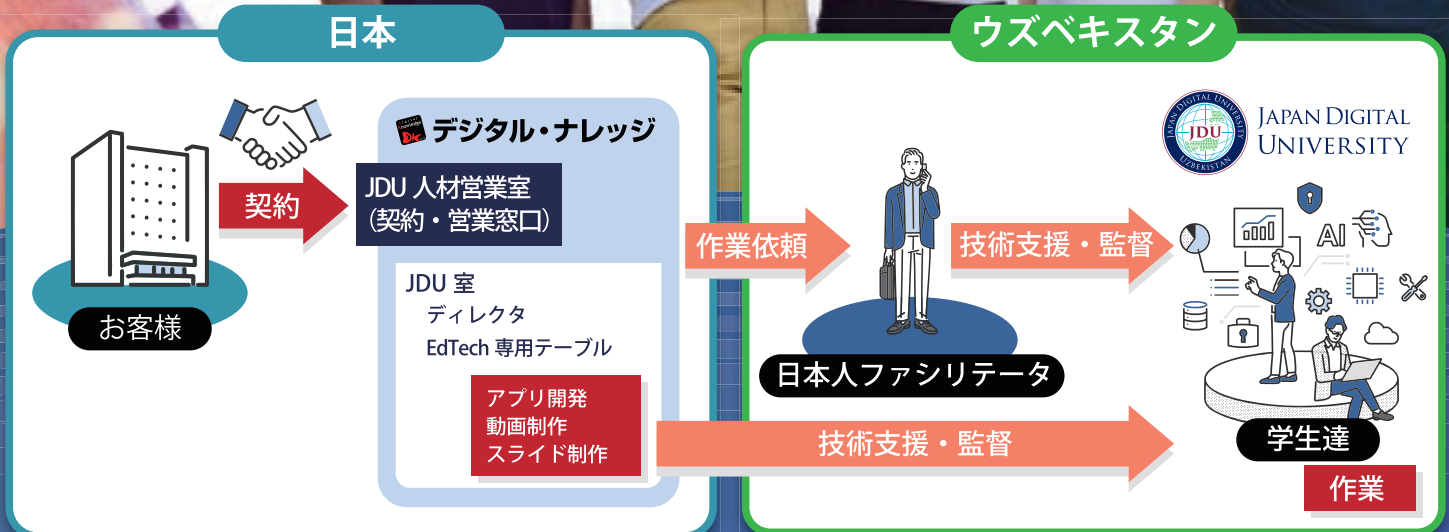 日本
ウズベキスタン
デジタル・ナレッジ
JAPAN DIGITAL UNIVERSITY
JDU
UZBEKISTAN
JAPAN DIGITAL
UNIVERSITY
契約
JDU 人材営業室
(契約・営業窓口)
作業依頼
技術支援・監督
AI
JDU 室
ディレクタ
EdTech 専用テーブル
お客様
日本人ファシリテータ
アプリ開発
動画制作
スライド制作
技術支援・監督
学生達
作業